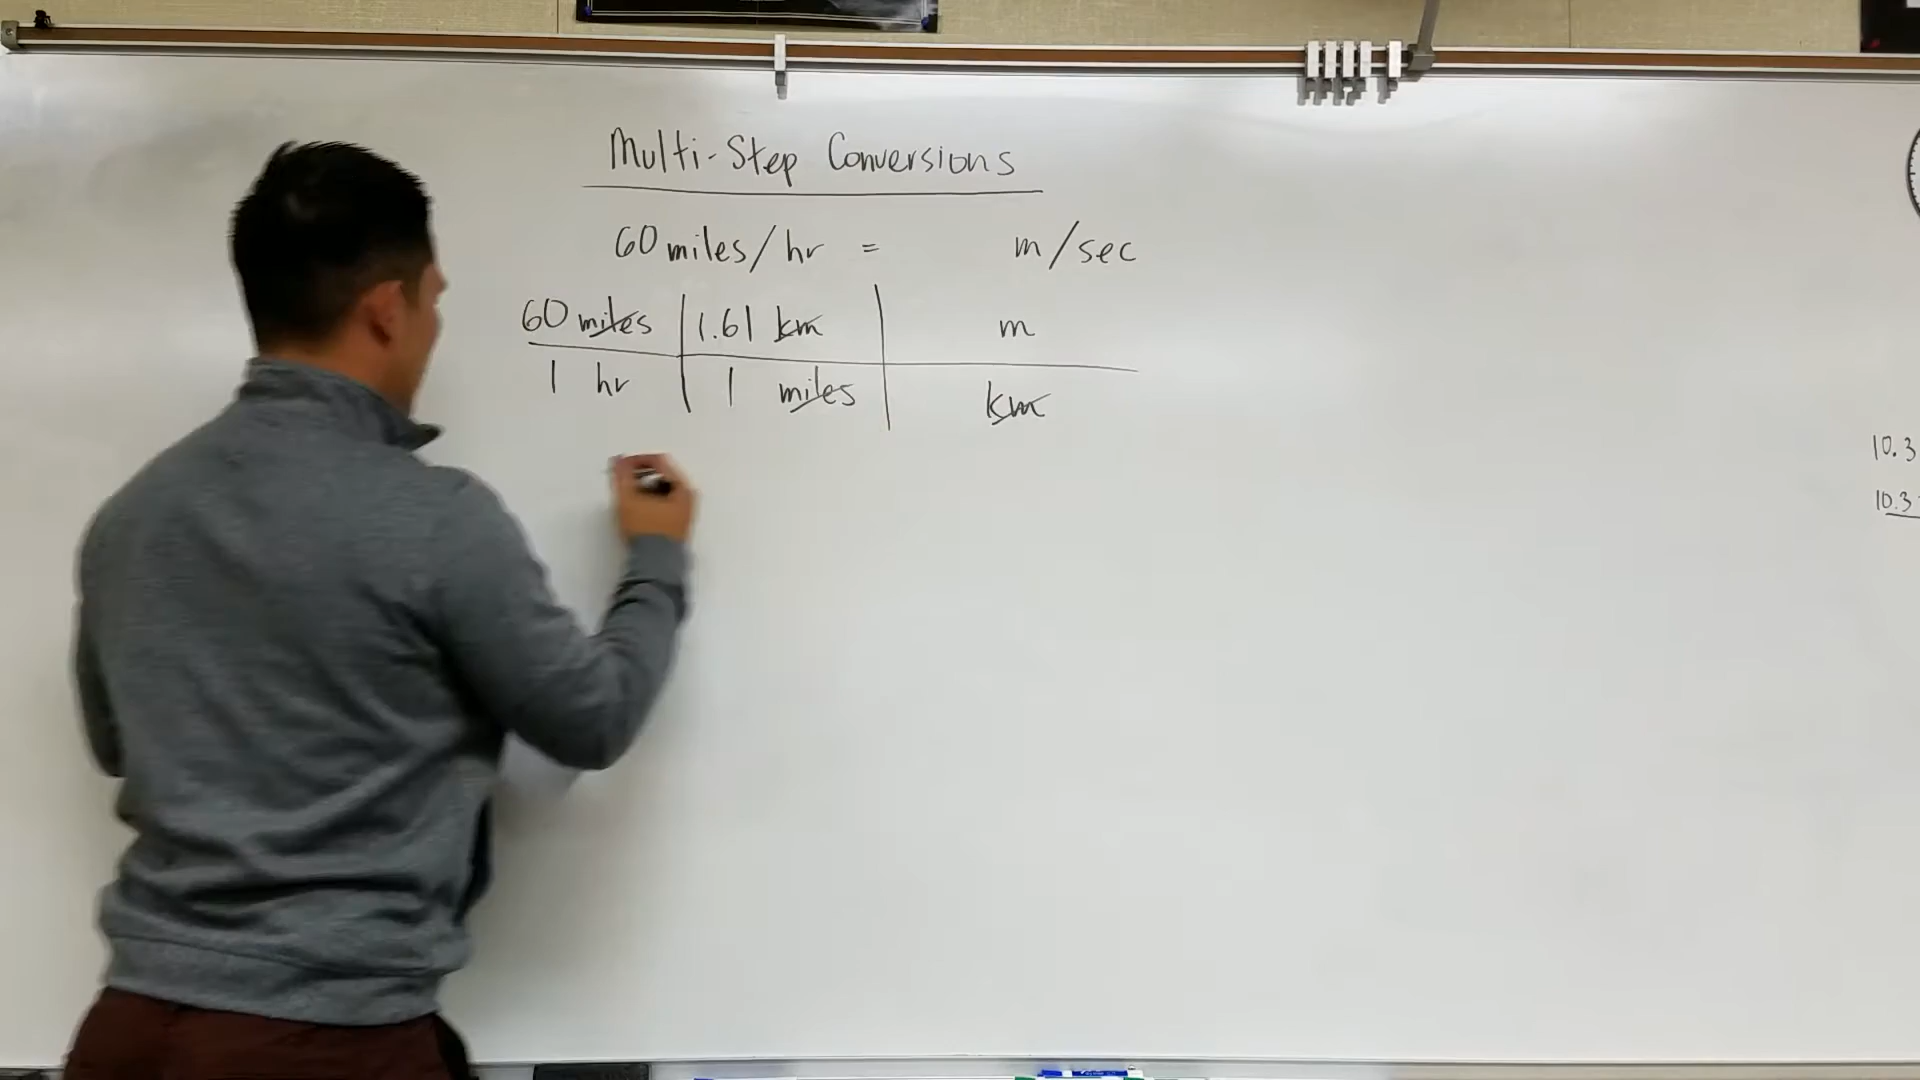 Multi-Step Conversions
60 miles/hr = m/sec
60 miles | 1.61 km | m
1 hr | 1 miles | km
10.3
10.3